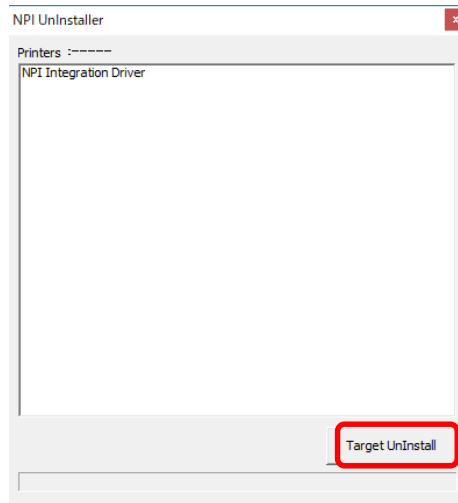 NPI UnInstaller
x
Printers :-----
NPI Integration Driver
Target UnInstall